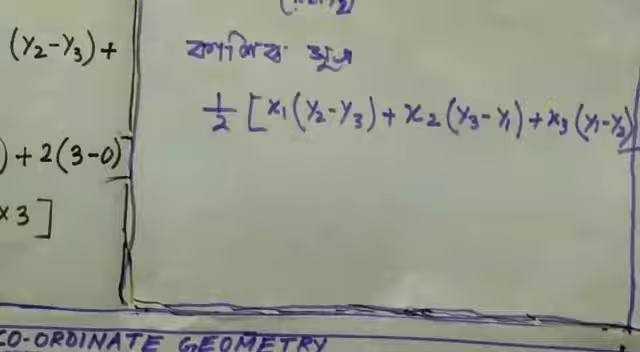 (Y₂-Y₃)+
) + 2(3-0)
×3]
সূত্র
1/2 [x₁(Y₂-Y₃) + x₂(Y₃-Y₁) + x₃(Y₁-Y₂)
CO-ORDINATE GEOMETRY